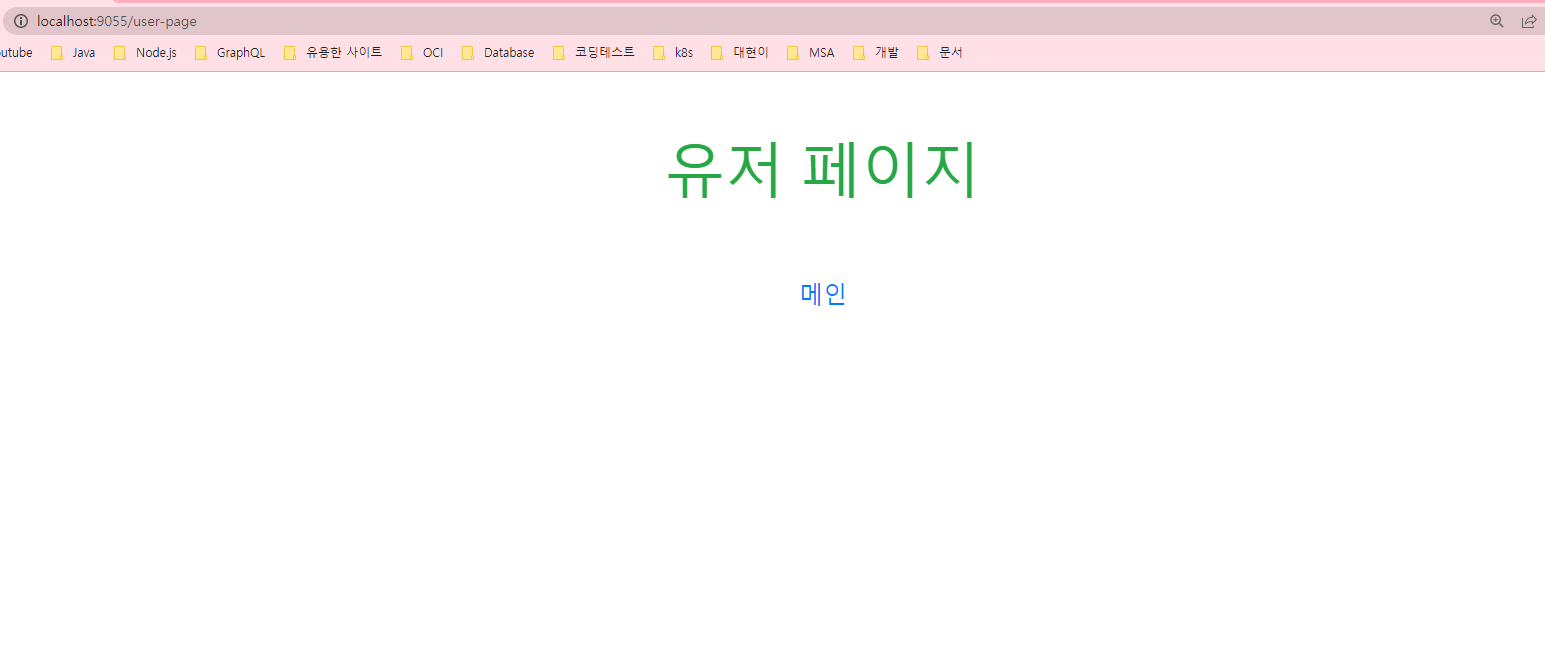 localhost:9055/user-page
outube Java Node.js GraphQL 유용한 사이트 OCI Database 코딩테스트 k8s 대현이 MSA 개발 문서
유저 페이지
메인